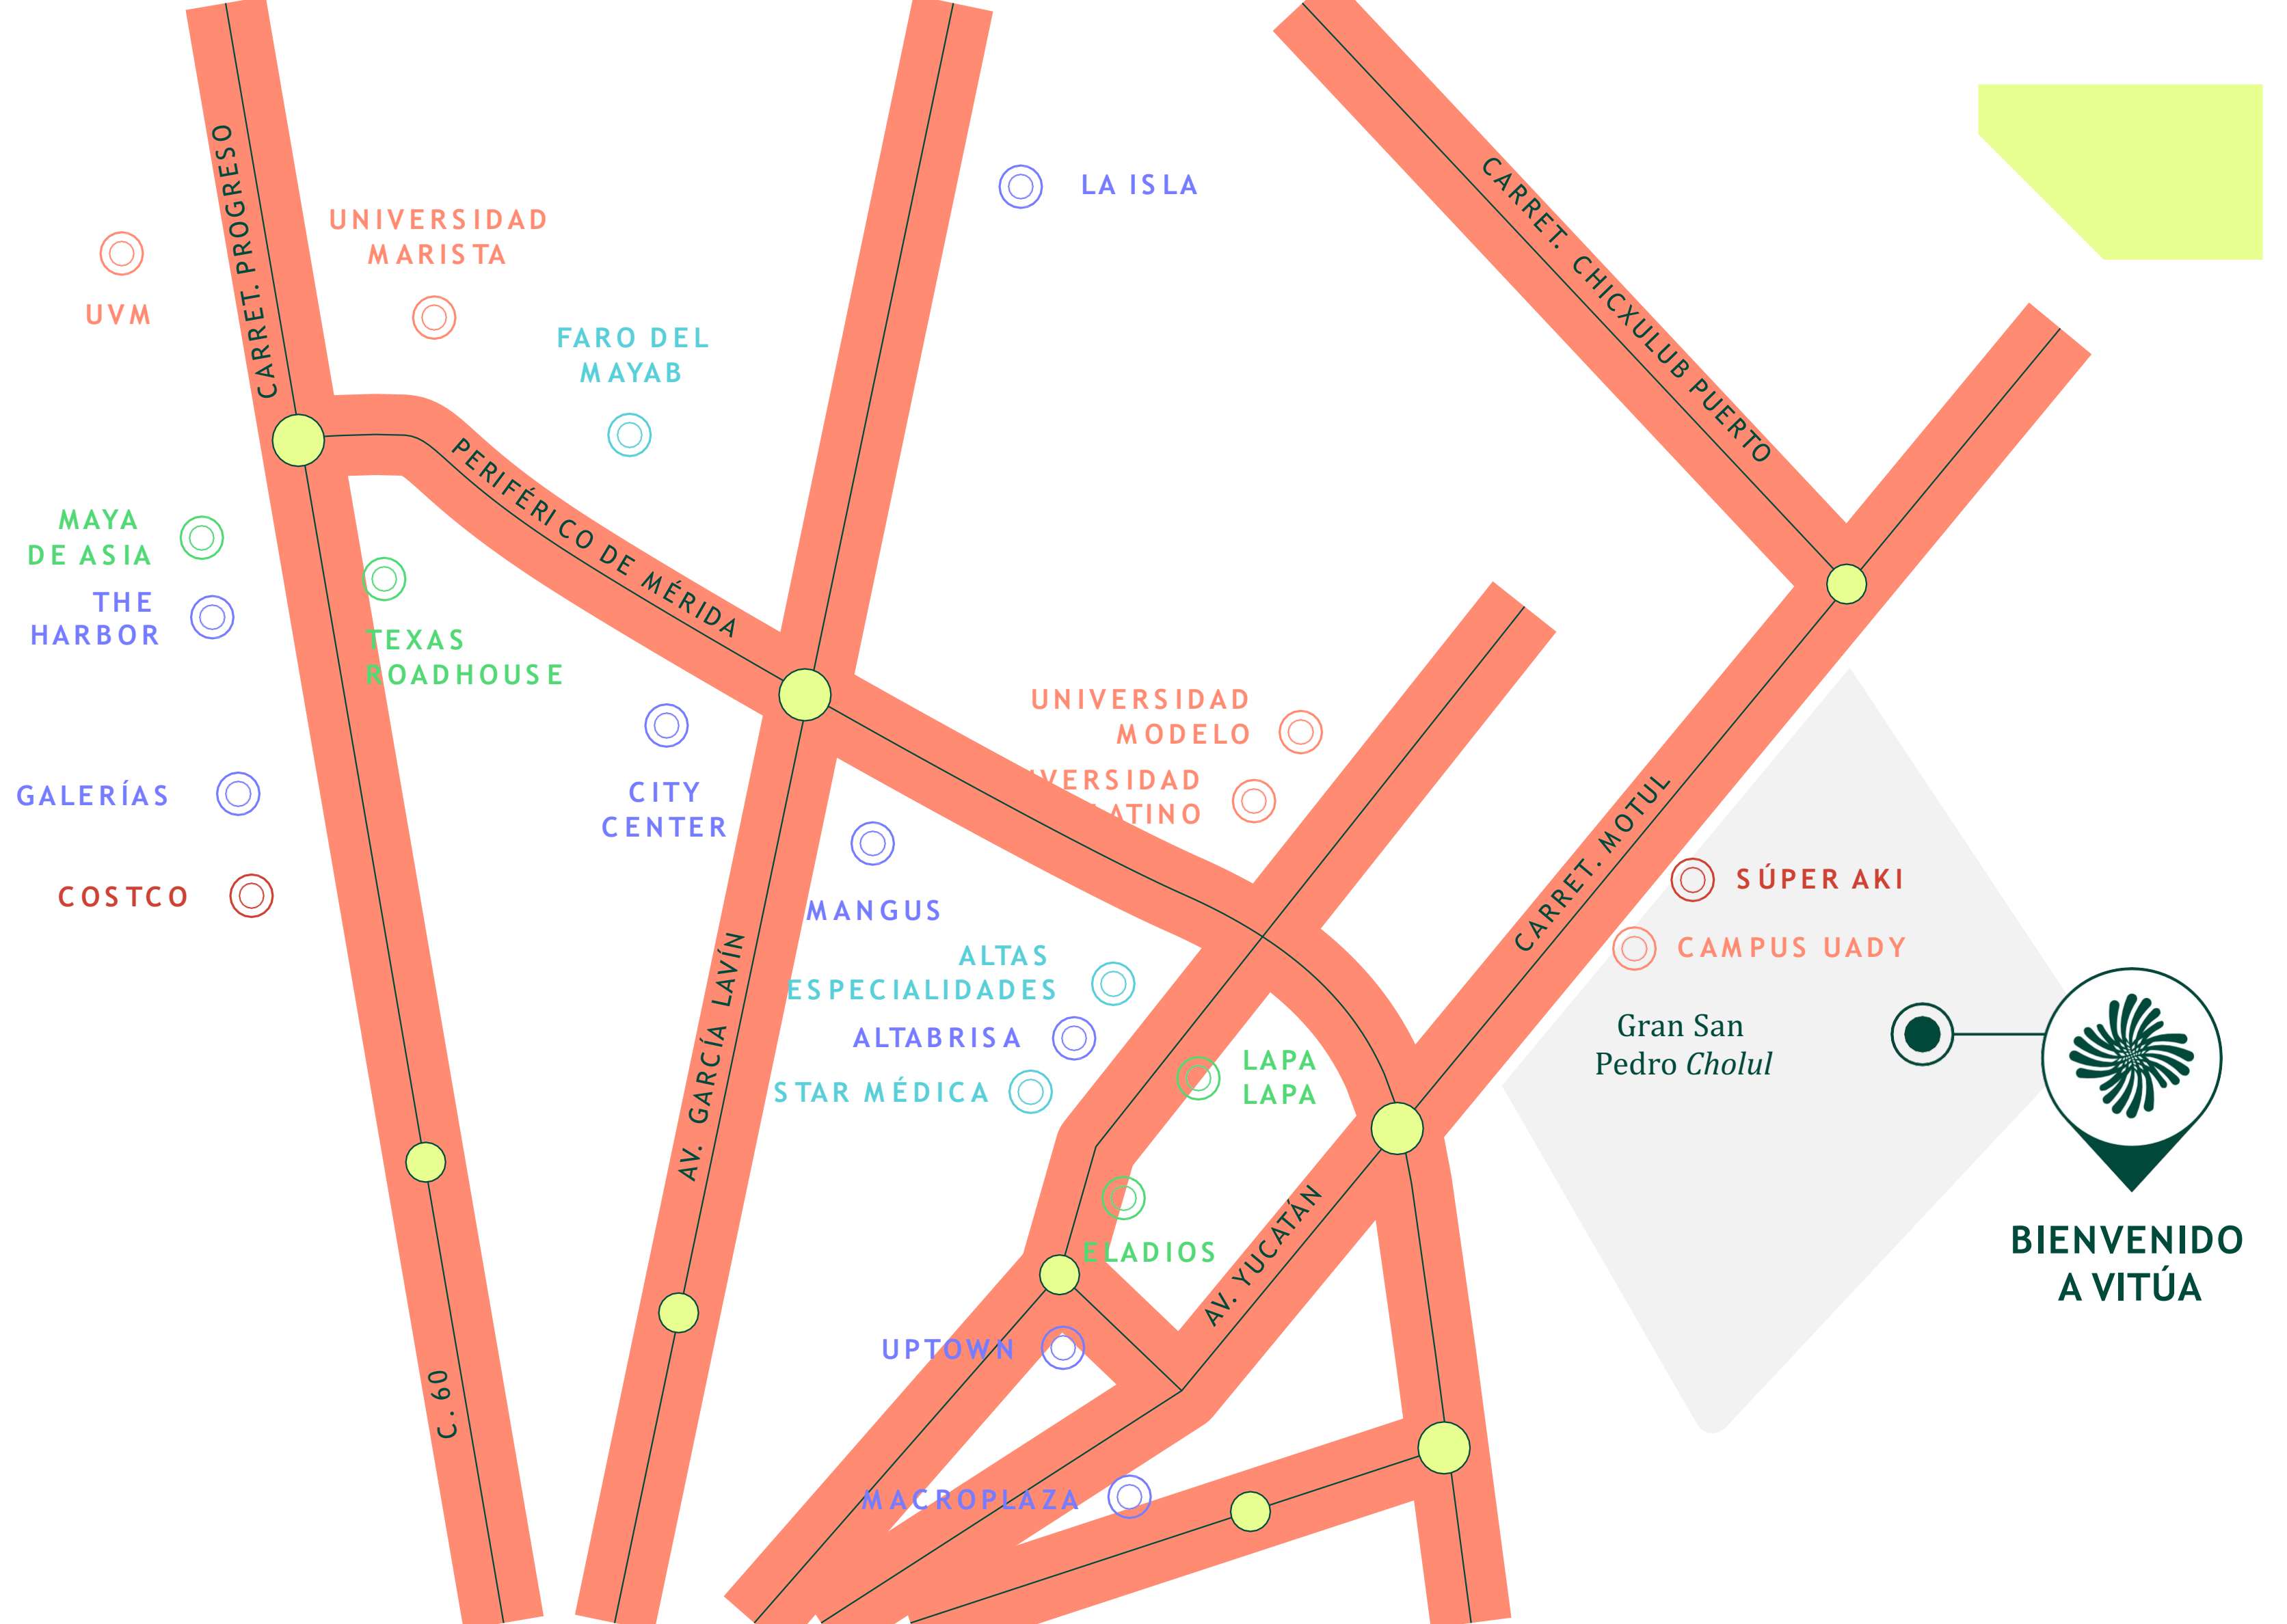 CARRET. PROGRESO
LA ISLA
CARRET. CHICXULUB PUERTO
UNIVERSIDAD
MARISTA
UVM
FARO DEL
MAYAB
PERIFÉRICO DE MÉRIDA
MAYA
DE ASIA
THE
HARBOR
TEXAS
ROADHOUSE
UNIVERSIDAD
MODELO
VERSIDAD
ATINO
GALERÍAS
CITY
CENTER
COSTCO
MANGUS
CARRET. MOTUL
SÚPER AKI
CAMPUS UADY
ALTAS
ESPECIALIDADES
ALTABRISA
STAR MÉDICA
LAPA
LAPA
Gran San
Pedro Cholul
AV. GARCÍA LAVÍN
ELADIOS
AV. YUCATÁN
BIENVENIDO
A VITÚA
UPTOWN
C. 60
MACROPLAZA